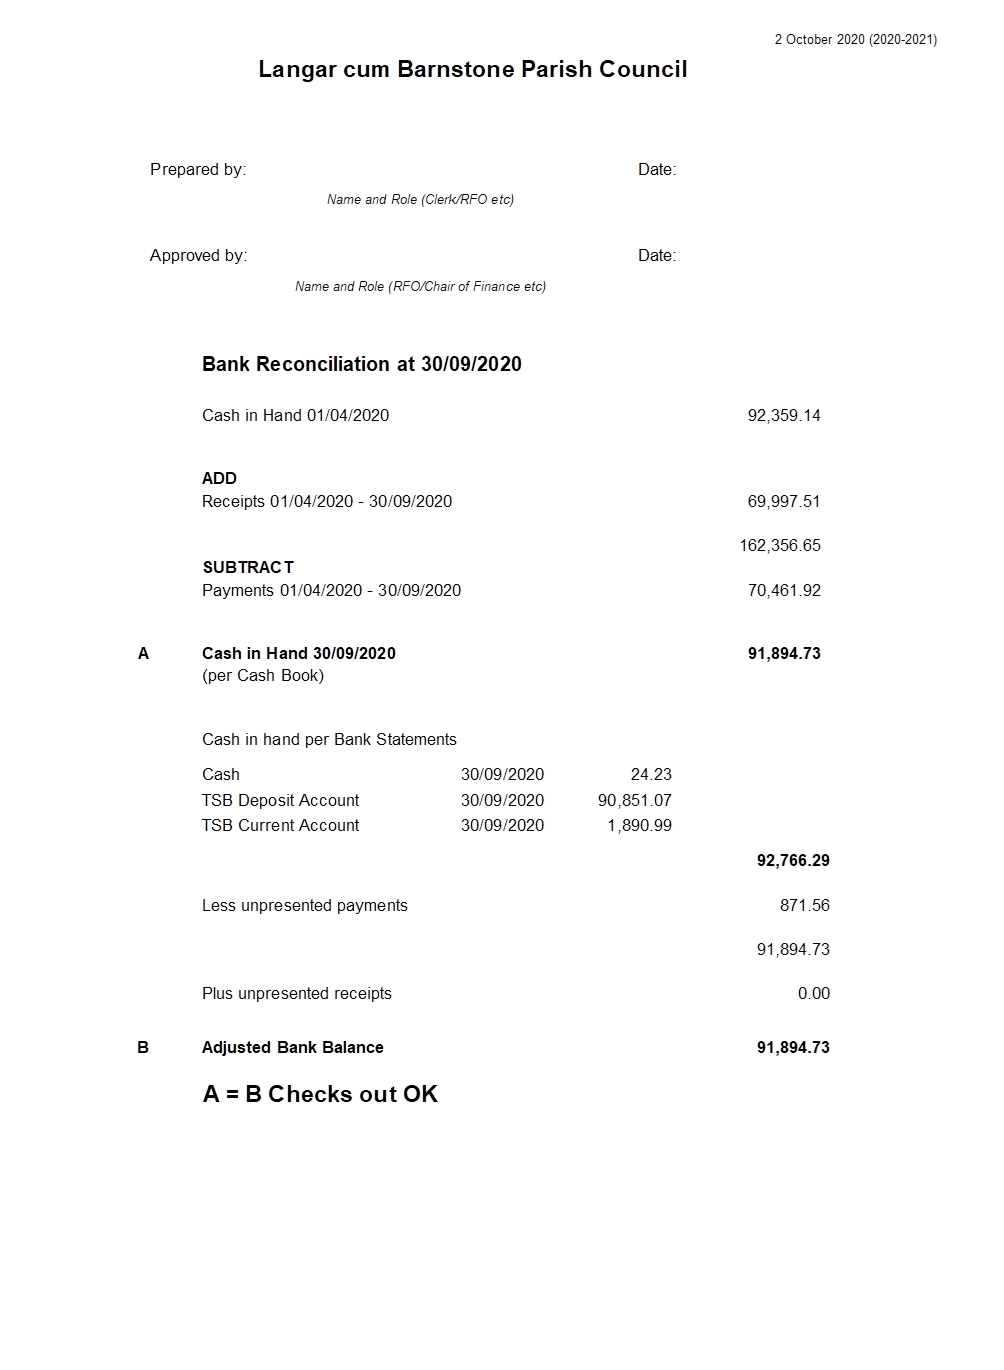 2 October 2020 (2020-2021)
Langar cum Barnstone Parish Council
Prepared by: Date:
Name and Role (Clerk/RFO etc)
Approved by: Date:
Name and Role (RFO/Chair of Finance etc)
Bank Reconciliation at 30/09/2020
Cash in Hand 01/04/2020 92,359.14
ADD
Receipts 01/04/2020 - 30/09/2020 69,997.51
162,356.65
SUBTRACT
Payments 01/04/2020 - 30/09/2020 70,461.92
A Cash in Hand 30/09/2020 91,894.73
(per Cash Book)
Cash in hand per Bank Statements
Cash 30/09/2020 24.23
TSB Deposit Account 30/09/2020 90,851.07
TSB Current Account 30/09/2020 1,890.99
92,766.29
Less unpresented payments 871.56
91,894.73
Plus unpresented receipts 0.00
B Adjusted Bank Balance 91,894.73
A = B Checks out OK